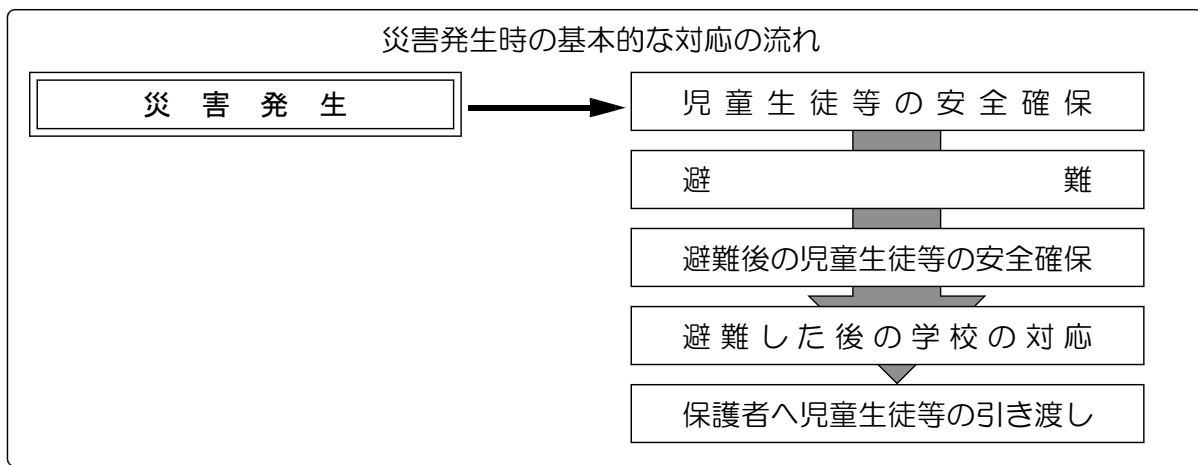 災害発生時の基本的な対応の流れ
災害発生
児童生徒等の安全確保
避難
避難後の児童生徒等の安全確保
避難した後の学校の対応
保護者へ児童生徒等の引き渡し